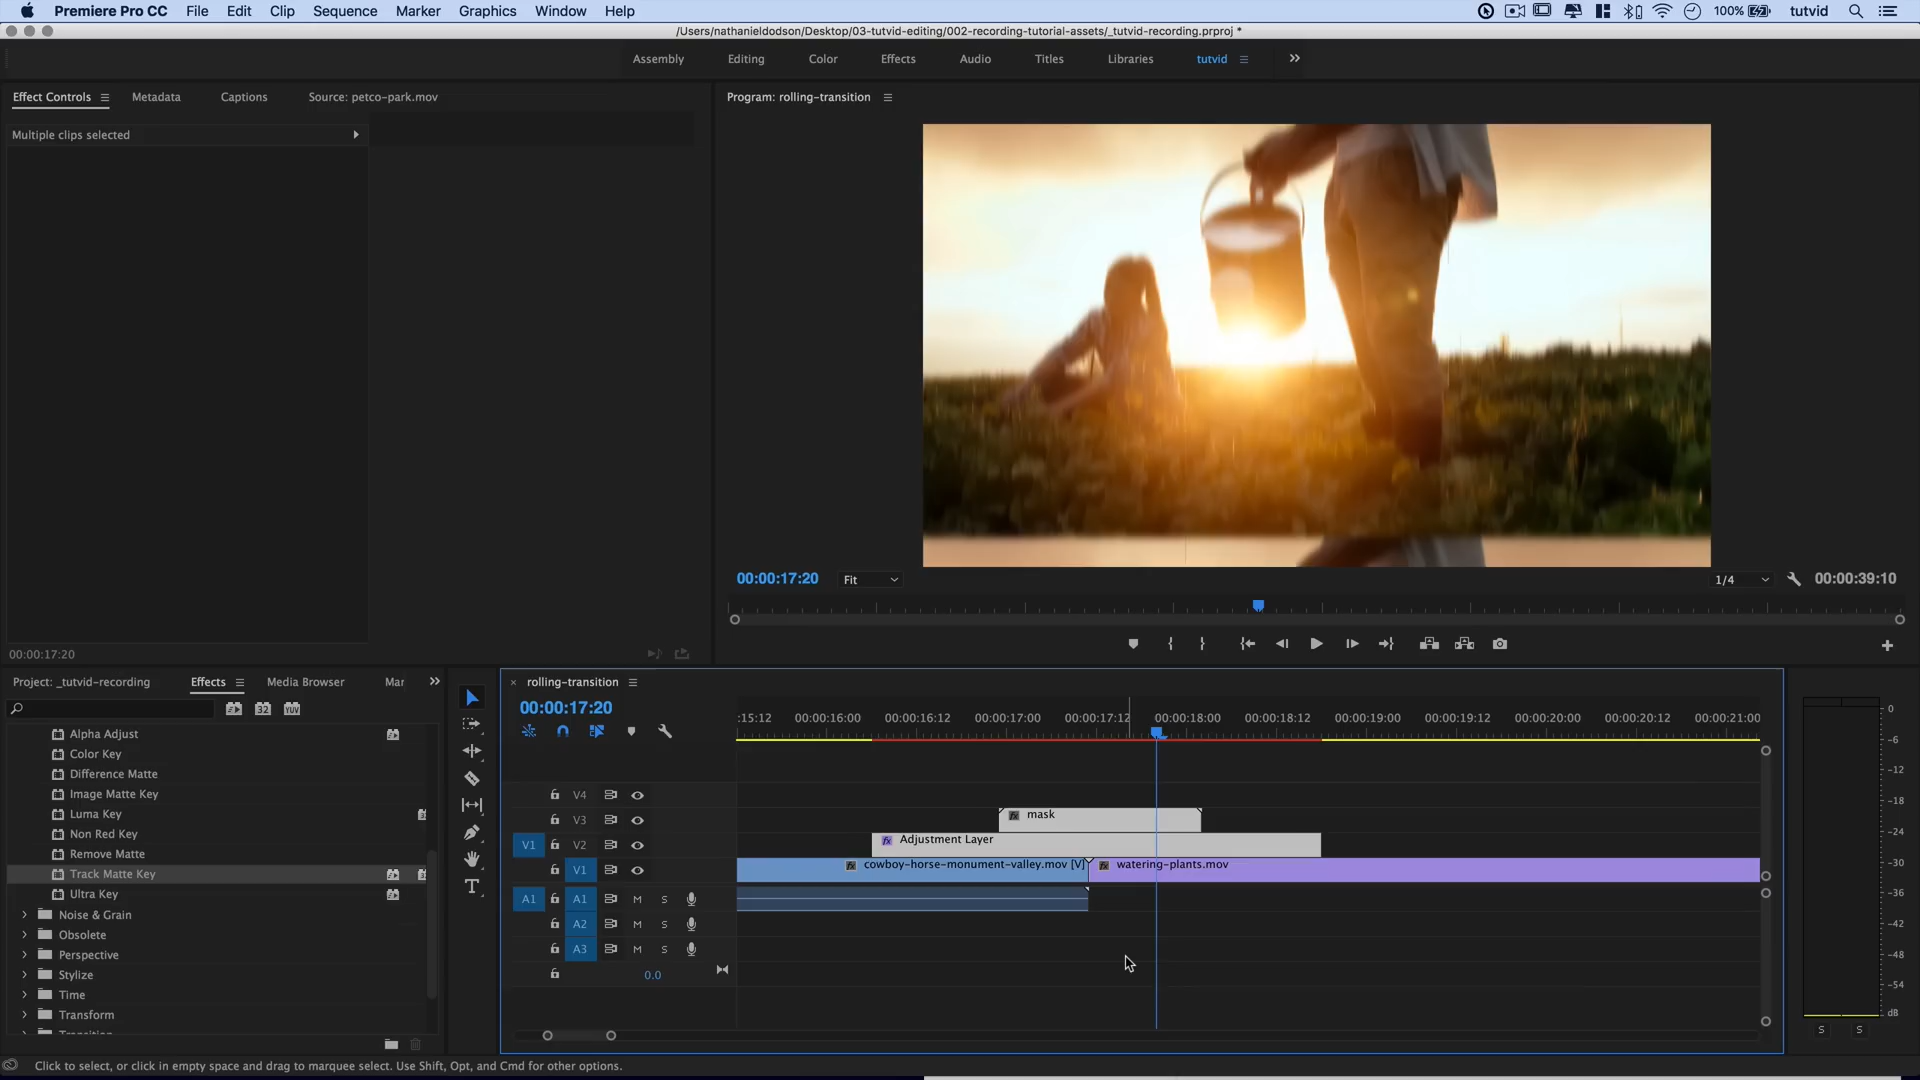 Premiere Pro CC File Edit Clip Sequence Marker Graphics Window Help 100% tutvid
/Users/nathanieldodson/Desktop/03-tutvid-editing/002-recording-tutorial-assets/_tutvid-recording.prproj *
Assembly Editing Color Effects Audio Titles Libraries tutvid
Effect Controls Metadata Captions Source: petco-park.mov
Program: rolling-transition
Multiple clips selected
00:00:17:20 Fit 1/4 00:00:39:10
00:00:17:20
Project: _tutvid-recording Effects Media Browser Mar
rolling-transition
00:00:17:20
32 YUV
:15:12 00:00:16:00 00:00:16:12 00:00:17:00 00:00:17:12 00:00:18:00 00:00:18:12 00:00:19:00 00:00:19:12 00:00:20:00 00:00:20:12 00:00:21:00
Alpha Adjust
Color Key
Difference Matte
Image Matte Key
Luma Key
Non Red Key
Remove Matte
Track Matte Key
Ultra Key
Noise & Grain
Obsolete
Perspective
Stylize
Time
Transform
V4
V3 mask
V1 V2 fx Adjustment Layer
V1 fx cowboy-horse-monument-valley.mov [V] fx watering-plants.mov
A1 A1 M S
A2 M S
A3 M S
0.0
0
-6
-12
-18
-24
-30
-36
-42
-48
-54
dB
S S
Click to select, or click in empty space and drag to marquee select. Use Shift, Opt, and Cmd for other options.